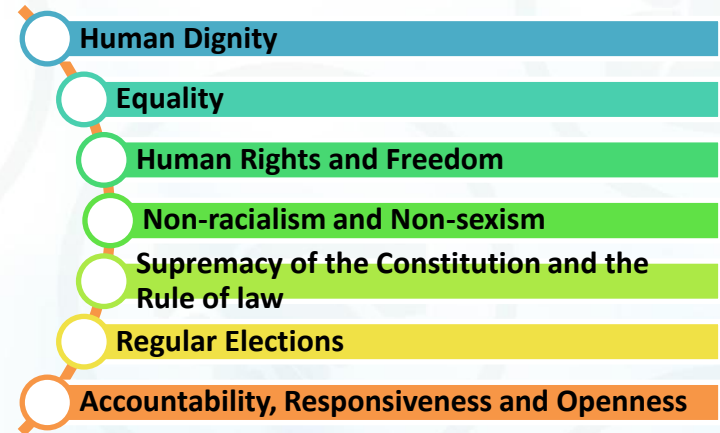 Human Dignity
Equality
Human Rights and Freedom
Non-racialism and Non-sexism
Supremacy of the Constitution and the
Rule of law
Regular Elections
Accountability, Responsiveness and Openness